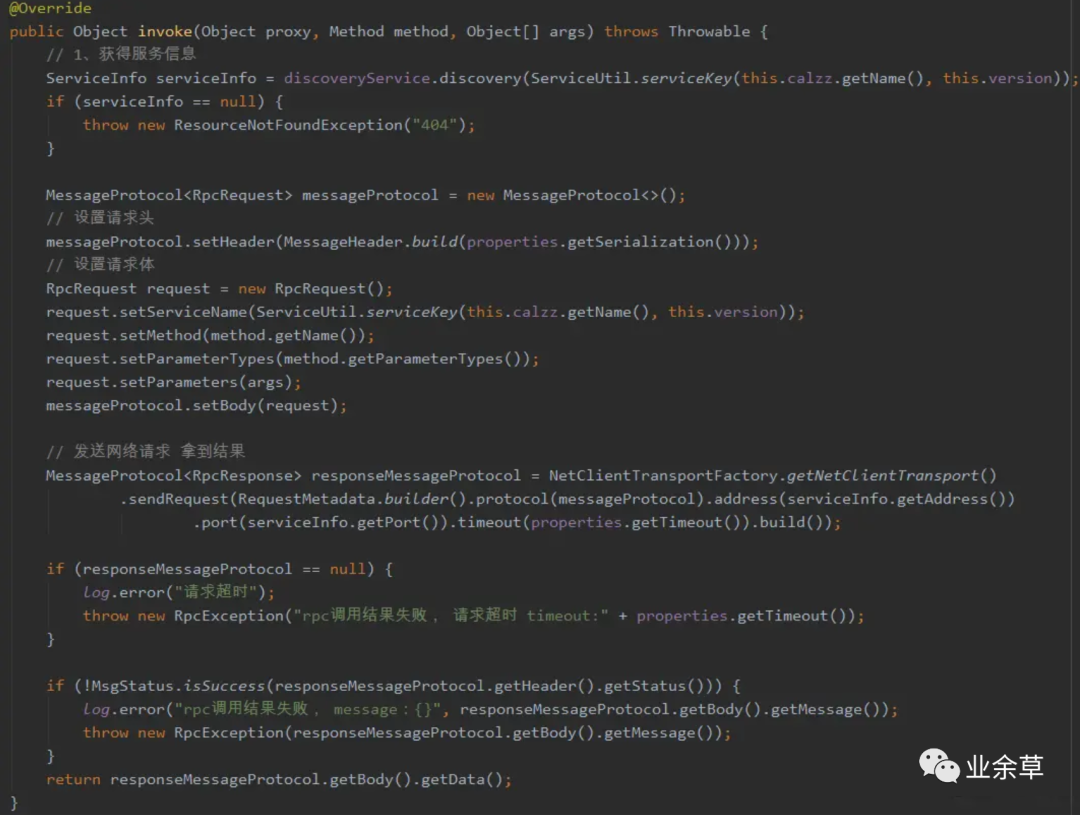 @Override
public Object invoke(Object proxy, Method method, Object[] args) throws Throwable {
    // 1、获得服务信息
    ServiceInfo serviceInfo = discoveryService.discovery(ServiceUtil.serviceKey(this.calzz.getName(), this.version));
    if (serviceInfo == null) {
        throw new ResourceNotFoundException("404");
    }
    MessageProtocol<RpcRequest> messageProtocol = new MessageProtocol<>();
    // 设置请求头
    messageProtocol.setHeader(MessageHeader.build(properties.getSerialization()));
    // 设置请求体
    RpcRequest request = new RpcRequest();
    request.setServiceName(ServiceUtil.serviceKey(this.calzz.getName(), this.version));
    request.setMethod(method.getName());
    request.setParameterTypes(method.getParameterTypes());
    request.setParameters(args);
    messageProtocol.setBody(request);
    // 发送网络请求 拿到结果
    MessageProtocol<RpcResponse> responseMessageProtocol = NetClientTransportFactory.getNetClientTransport()
            .sendRequest(RequestMetadata.builder().protocol(messageProtocol).address(serviceInfo.getAddress())
                    .port(serviceInfo.getPort()).timeout(properties.getTimeout()).build());
    if (responseMessageProtocol == null) {
        log.error("请求超时");
        throw new RpcException("rpc调用结果失败， 请求超时 timeout:" + properties.getTimeout());
    }
    if (!MsgStatus.isSuccess(responseMessageProtocol.getHeader().getStatus())) {
        log.error("rpc调用结果失败， message：{}", responseMessageProtocol.getBody().getMessage());
        throw new RpcException(responseMessageProtocol.getBody().getMessage());
    }
    return responseMessageProtocol.getBody().getData();
}
业余草